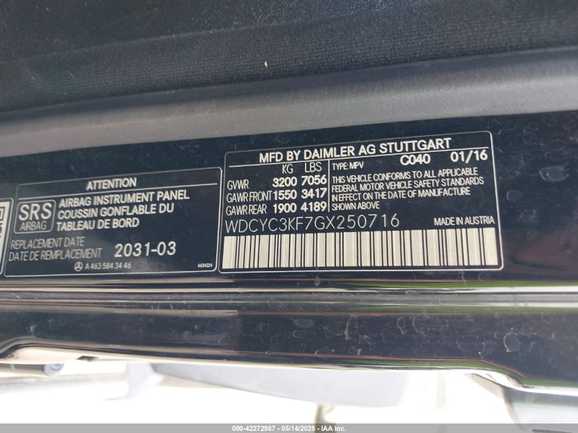 ATTENTION
SRS
AIRBAG
AIRBAG INSTRUMENT PANEL
COUSSIN GONFLABLE DU
TABLEAU DE BORD
REPLACEMENT DATE
DATE DE REMPLACEMENT
2031-03
A 463 584 34 46
MFD BY DAIMLER AG STUTTGART
KG LBS
GVWR 3200 7056
GAWR FRONT 1550 3417
GAWR REAR 1900 4189
TYPE: MPV C040 01/16
THIS VEHICLE CONFORMS TO ALL APPLICABLE
FEDERAL MOTOR VEHICLE SAFETY STANDARDS
IN EFFECT ON THE DATE OF MANUFACTURE
SHOWN ABOVE.
MADE IN AUSTRIA
WDCYC3KF7GX250716
000-42272987 - 05/14/2025 - © IAA Inc.